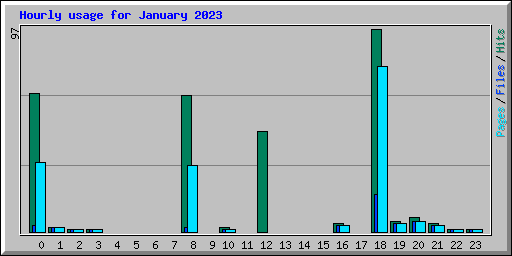 Hourly usage for January 2023
97
Pages/Files/Hits
0 1 2 3 4 5 6 7 8 9 10 11 12 13 14 15 16 17 18 19 20 21 22 23